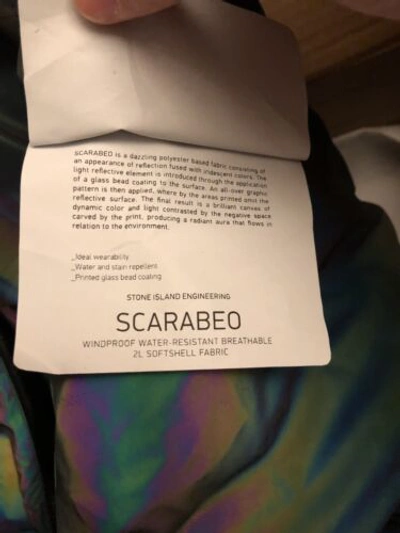 SCARABEO is a dazzling polyester based fabric consisting of
an appearance of reflection fused with iridescent colors. The
light reflective element is introduced through the application
of a glass bead coating to the surface. An all over graphic
pattern is then applied, where by the areas printed omit the
reflective surface. The final result is a brilliant canvas of
dynamic color and light contrasted by the negative space
carved by the print, producing a radiant aura that flows in
relation to the environment.
_Ideal wearability
_Water and stain repellent
_Printed glass bead coating
STONE ISLAND ENGINEERING
SCARABEO
WINDPROOF WATER-RESISTANT BREATHABLE
2L SOFTSHELL FABRIC